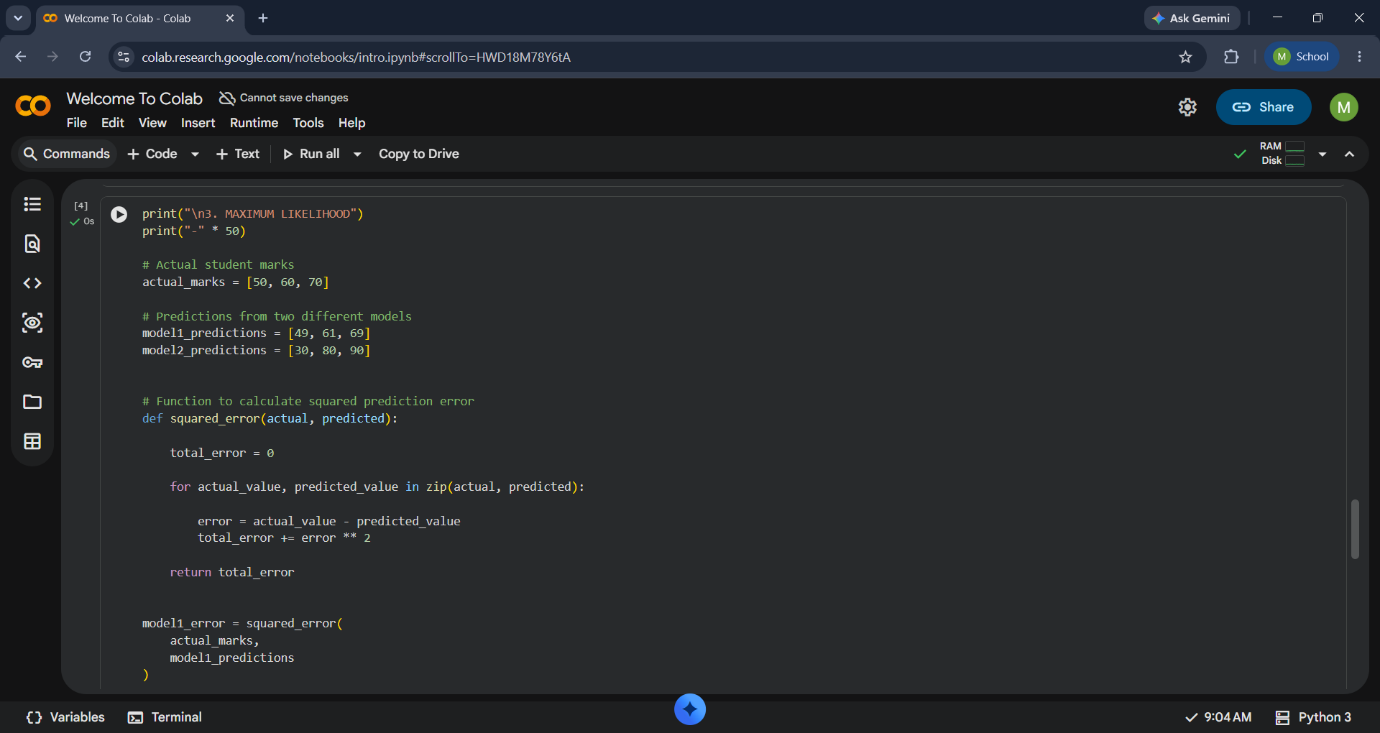 Welcome To Colab - Colab
Ask Gemini
colab.research.google.com/notebooks/intro.ipynb#scrollTo=HWD18M78Y6tA
M School
Welcome To Colab Cannot save changes
File Edit View Insert Runtime Tools Help
Share
M
Commands + Code + Text Run all Copy to Drive
RAM
Disk
[4]
0s
print("\n3. MAXIMUM LIKELIHOOD")
print("-" * 50)
# Actual student marks
actual_marks = [50, 60, 70]
# Predictions from two different models
model1_predictions = [49, 61, 69]
model2_predictions = [30, 80, 90]
# Function to calculate squared prediction error
def squared_error(actual, predicted):
    total_error = 0
    for actual_value, predicted_value in zip(actual, predicted):
        error = actual_value - predicted_value
        total_error += error ** 2
    return total_error
model1_error = squared_error(
    actual_marks,
    model1_predictions
)
{} Variables Terminal
9:04 AM Python 3